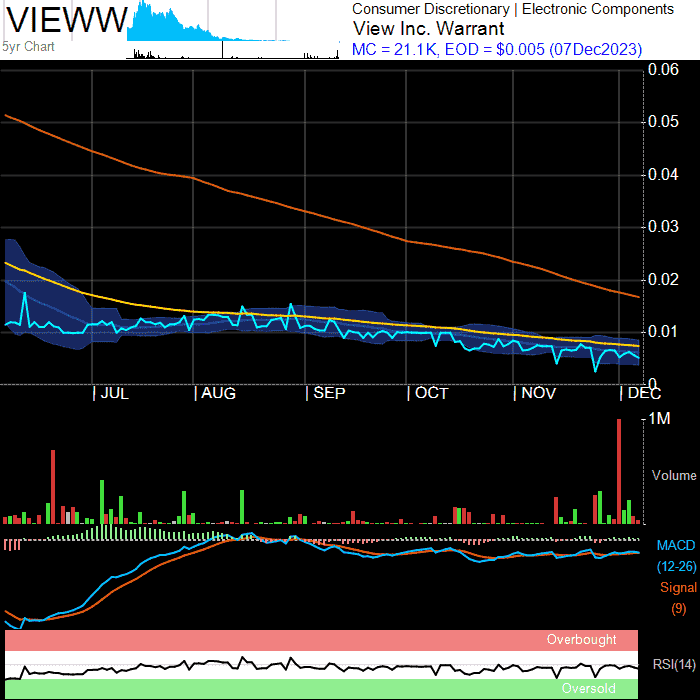 VIEWW
5yr Chart
Consumer Discretionary | Electronic Components
View Inc. Warrant
MC = 21.1K, EOD = $0.005 (07Dec2023)
0.06
0.05
0.04
0.03
0.02
0.01
0
| JUL | AUG | SEP | OCT | NOV | DEC
1M
Volume
MACD
(12-26)
Signal
(9)
Overbought
RSI(14)
Oversold